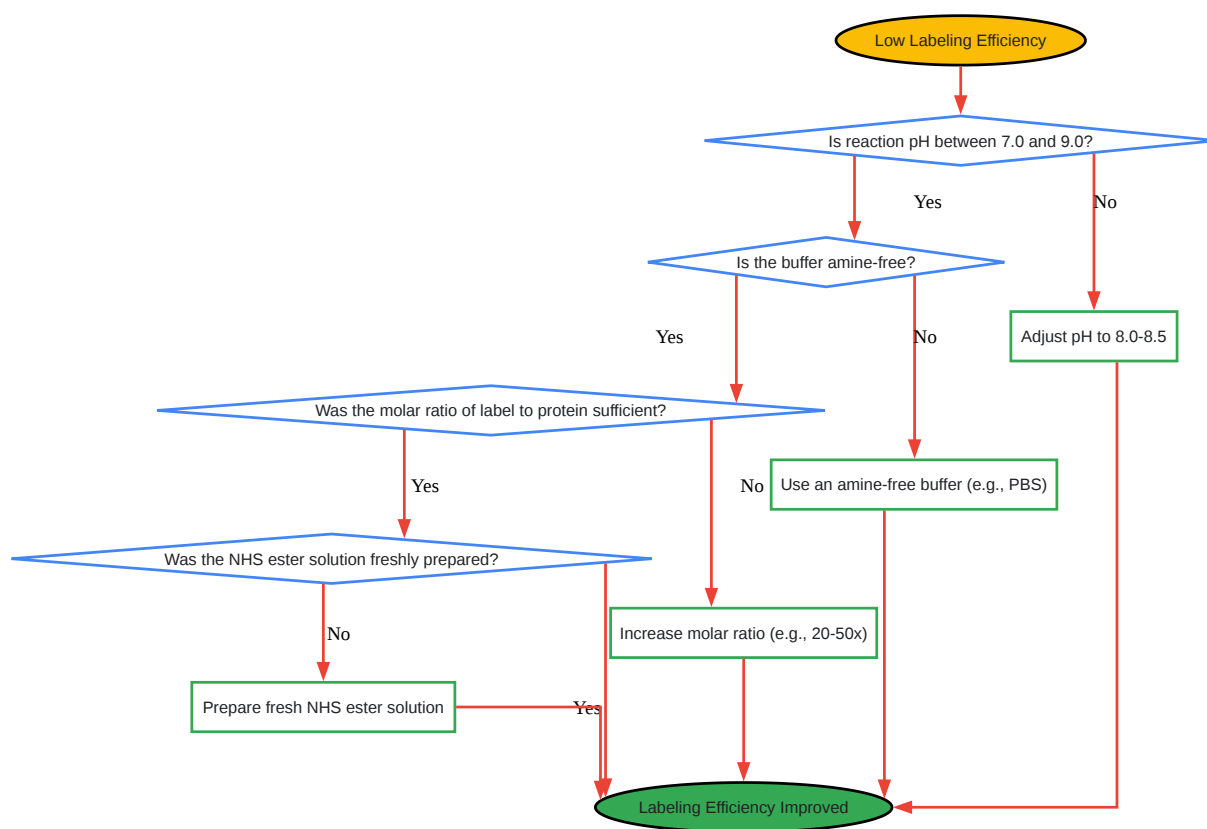 Low Labeling Efficiency
Is reaction pH between 7.0 and 9.0?
Yes
No
Is the buffer amine-free?
Yes
No
Adjust pH to 8.0-8.5
Was the molar ratio of label to protein sufficient?
Yes
No
Use an amine-free buffer (e.g., PBS)
Was the NHS ester solution freshly prepared?
No
Increase molar ratio (e.g., 20-50x)
Prepare fresh NHS ester solution
Yes
Labeling Efficiency Improved